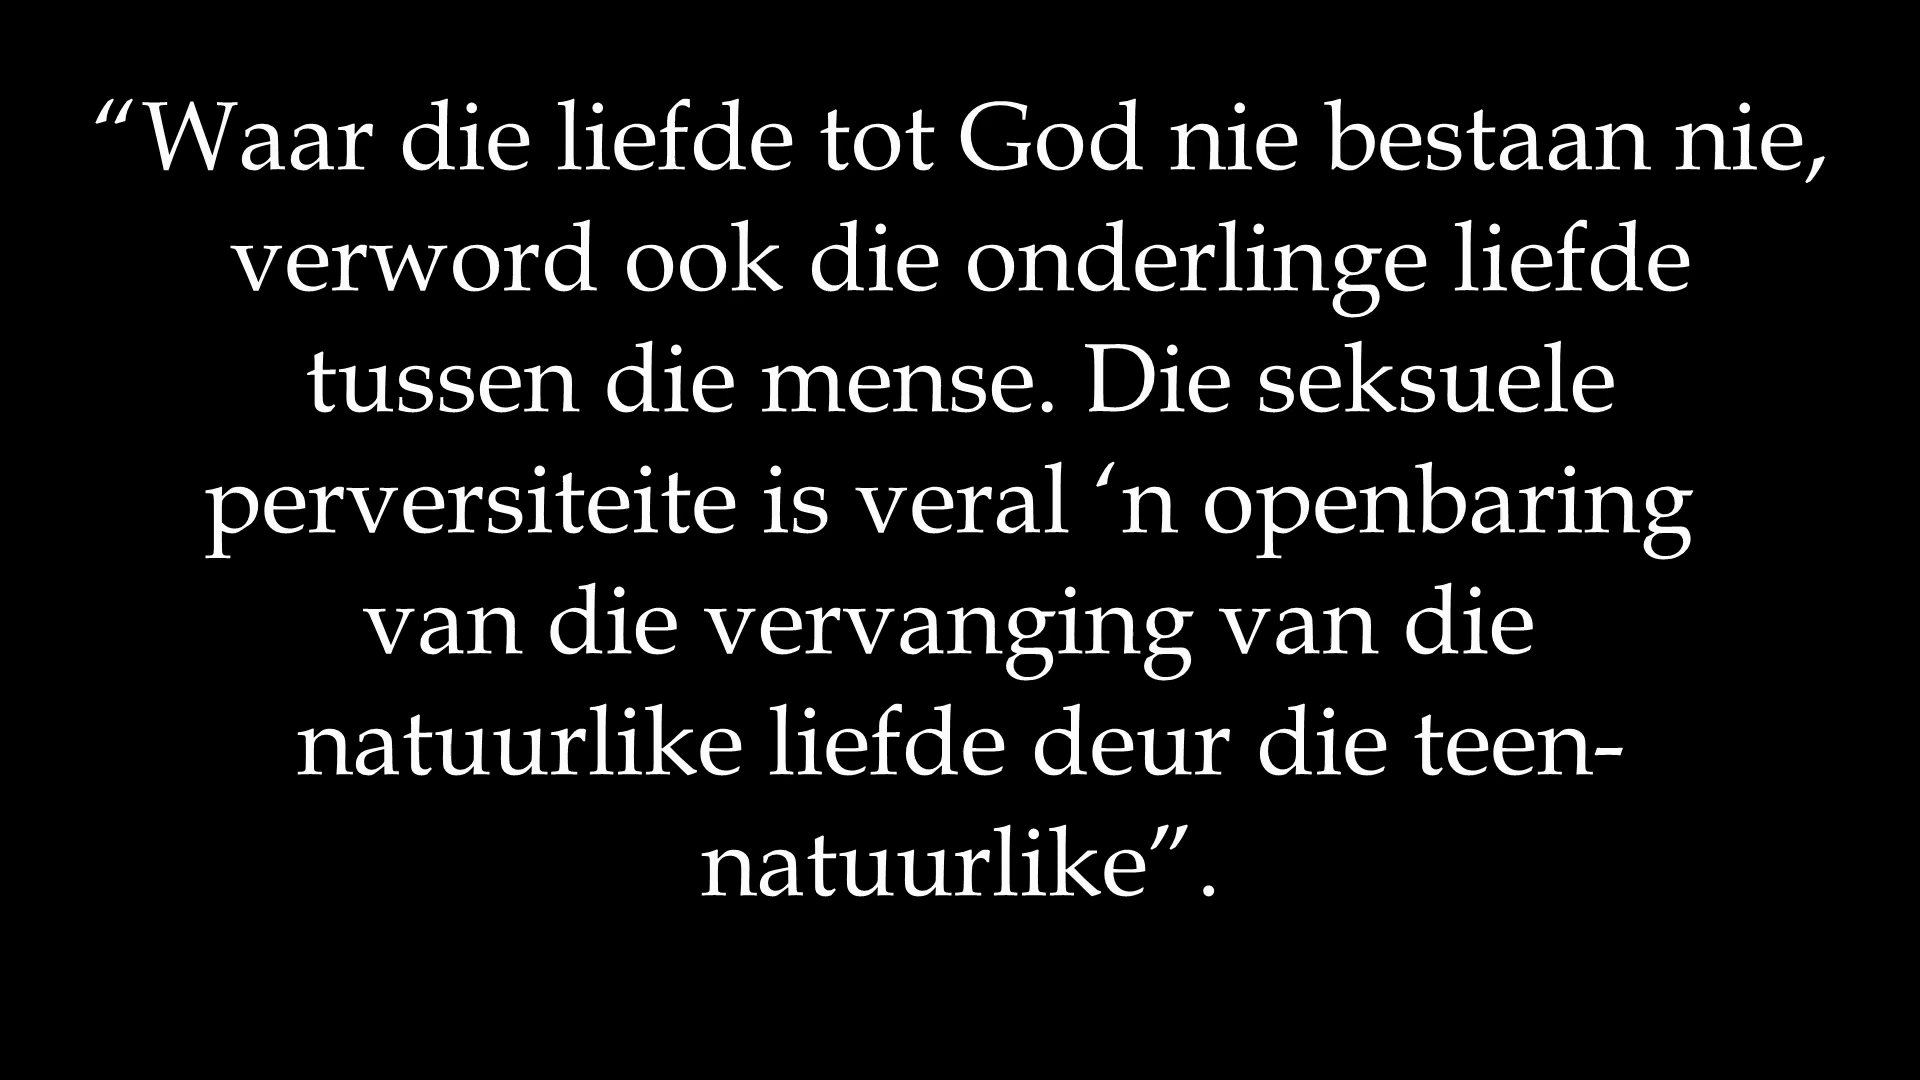 “Waar die liefde tot God nie bestaan nie,
verword ook die onderlinge liefde
tussen die mense. Die seksuele
perversiteite is veral ‘n openbaring
van die vervanging van die
natuurlike liefde deur die teen-
natuurlike”.